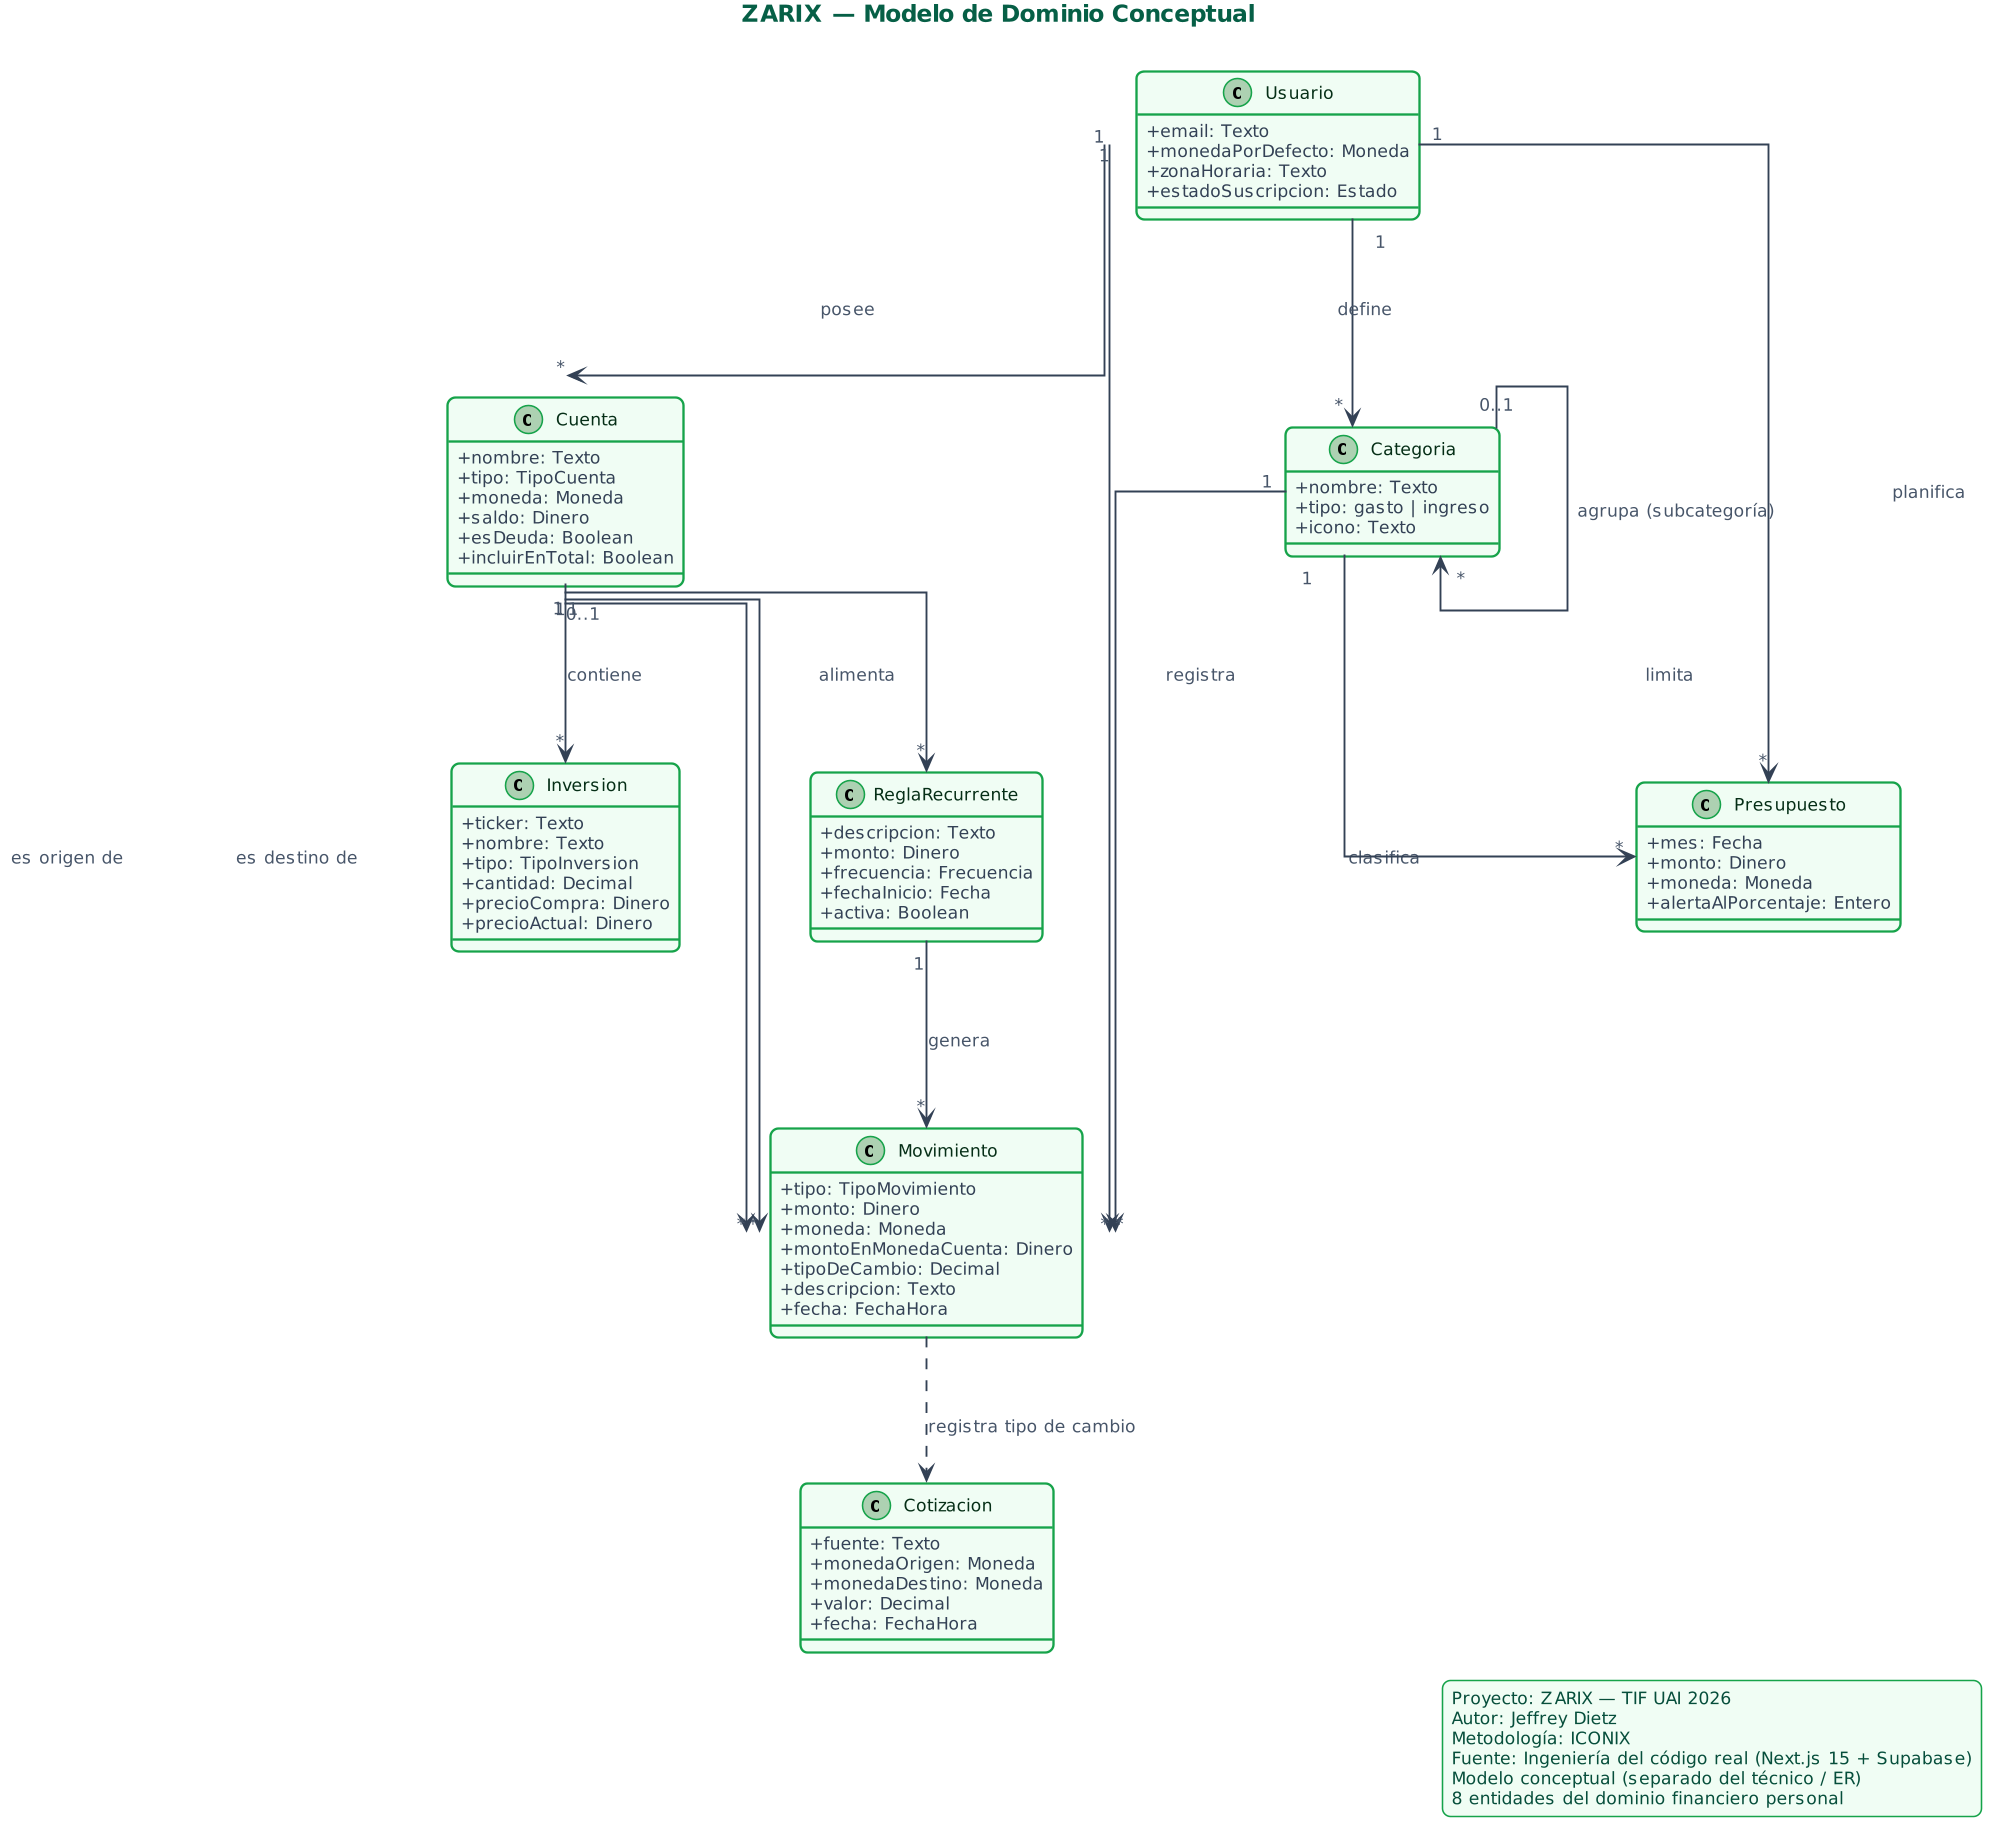 ZARIX — Modelo de Dominio Conceptual
C Usuario
+email: Texto
+monedaPorDefecto: Moneda
+zonaHoraria: Texto
+estadoSuscripcion: Estado
1
1
1
1
posee
define
*
*
0..1
C Cuenta
+nombre: Texto
+tipo: TipoCuenta
+moneda: Moneda
+saldo: Dinero
+esDeuda: Boolean
+incluirEnTotal: Boolean
C Categoria
+nombre: Texto
+tipo: gasto | ingreso
+icono: Texto
1
agrupa (subcategoría)
planifica
1
*
1
1
0..1
contiene
alimenta
registra
limita
*
*
*
C Inversion
+ticker: Texto
+nombre: Texto
+tipo: TipoInversion
+cantidad: Decimal
+precioCompra: Dinero
+precioActual: Dinero
C ReglaRecurrente
+descripcion: Texto
+monto: Dinero
+frecuencia: Frecuencia
+fechaInicio: Fecha
+activa: Boolean
C Presupuesto
+mes: Fecha
+monto: Dinero
+moneda: Moneda
+alertaAlPorcentaje: Entero
es origen de
es destino de
clasifica
*
1
genera
*
C Movimiento
+tipo: TipoMovimiento
+monto: Dinero
+moneda: Moneda
+montoEnMonedaCuenta: Dinero
+tipoDeCambio: Decimal
+descripcion: Texto
+fecha: FechaHora
*
*
*
*
registra tipo de cambio
C Cotizacion
+fuente: Texto
+monedaOrigen: Moneda
+monedaDestino: Moneda
+valor: Decimal
+fecha: FechaHora
Proyecto: ZARIX — TIF UAI 2026
Autor: Jeffrey Dietz
Metodología: ICONIX
Fuente: Ingeniería del código real (Next.js 15 + Supabase)
Modelo conceptual (separado del técnico / ER)
8 entidades del dominio financiero personal